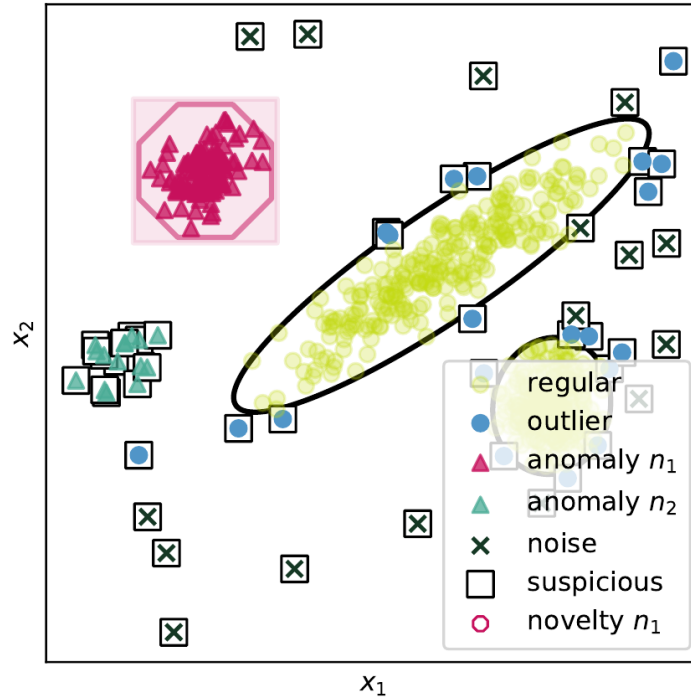 x₂
regular
outlier
anomaly n₁
anomaly n₂
noise
suspicious
novelty n₁
x₁